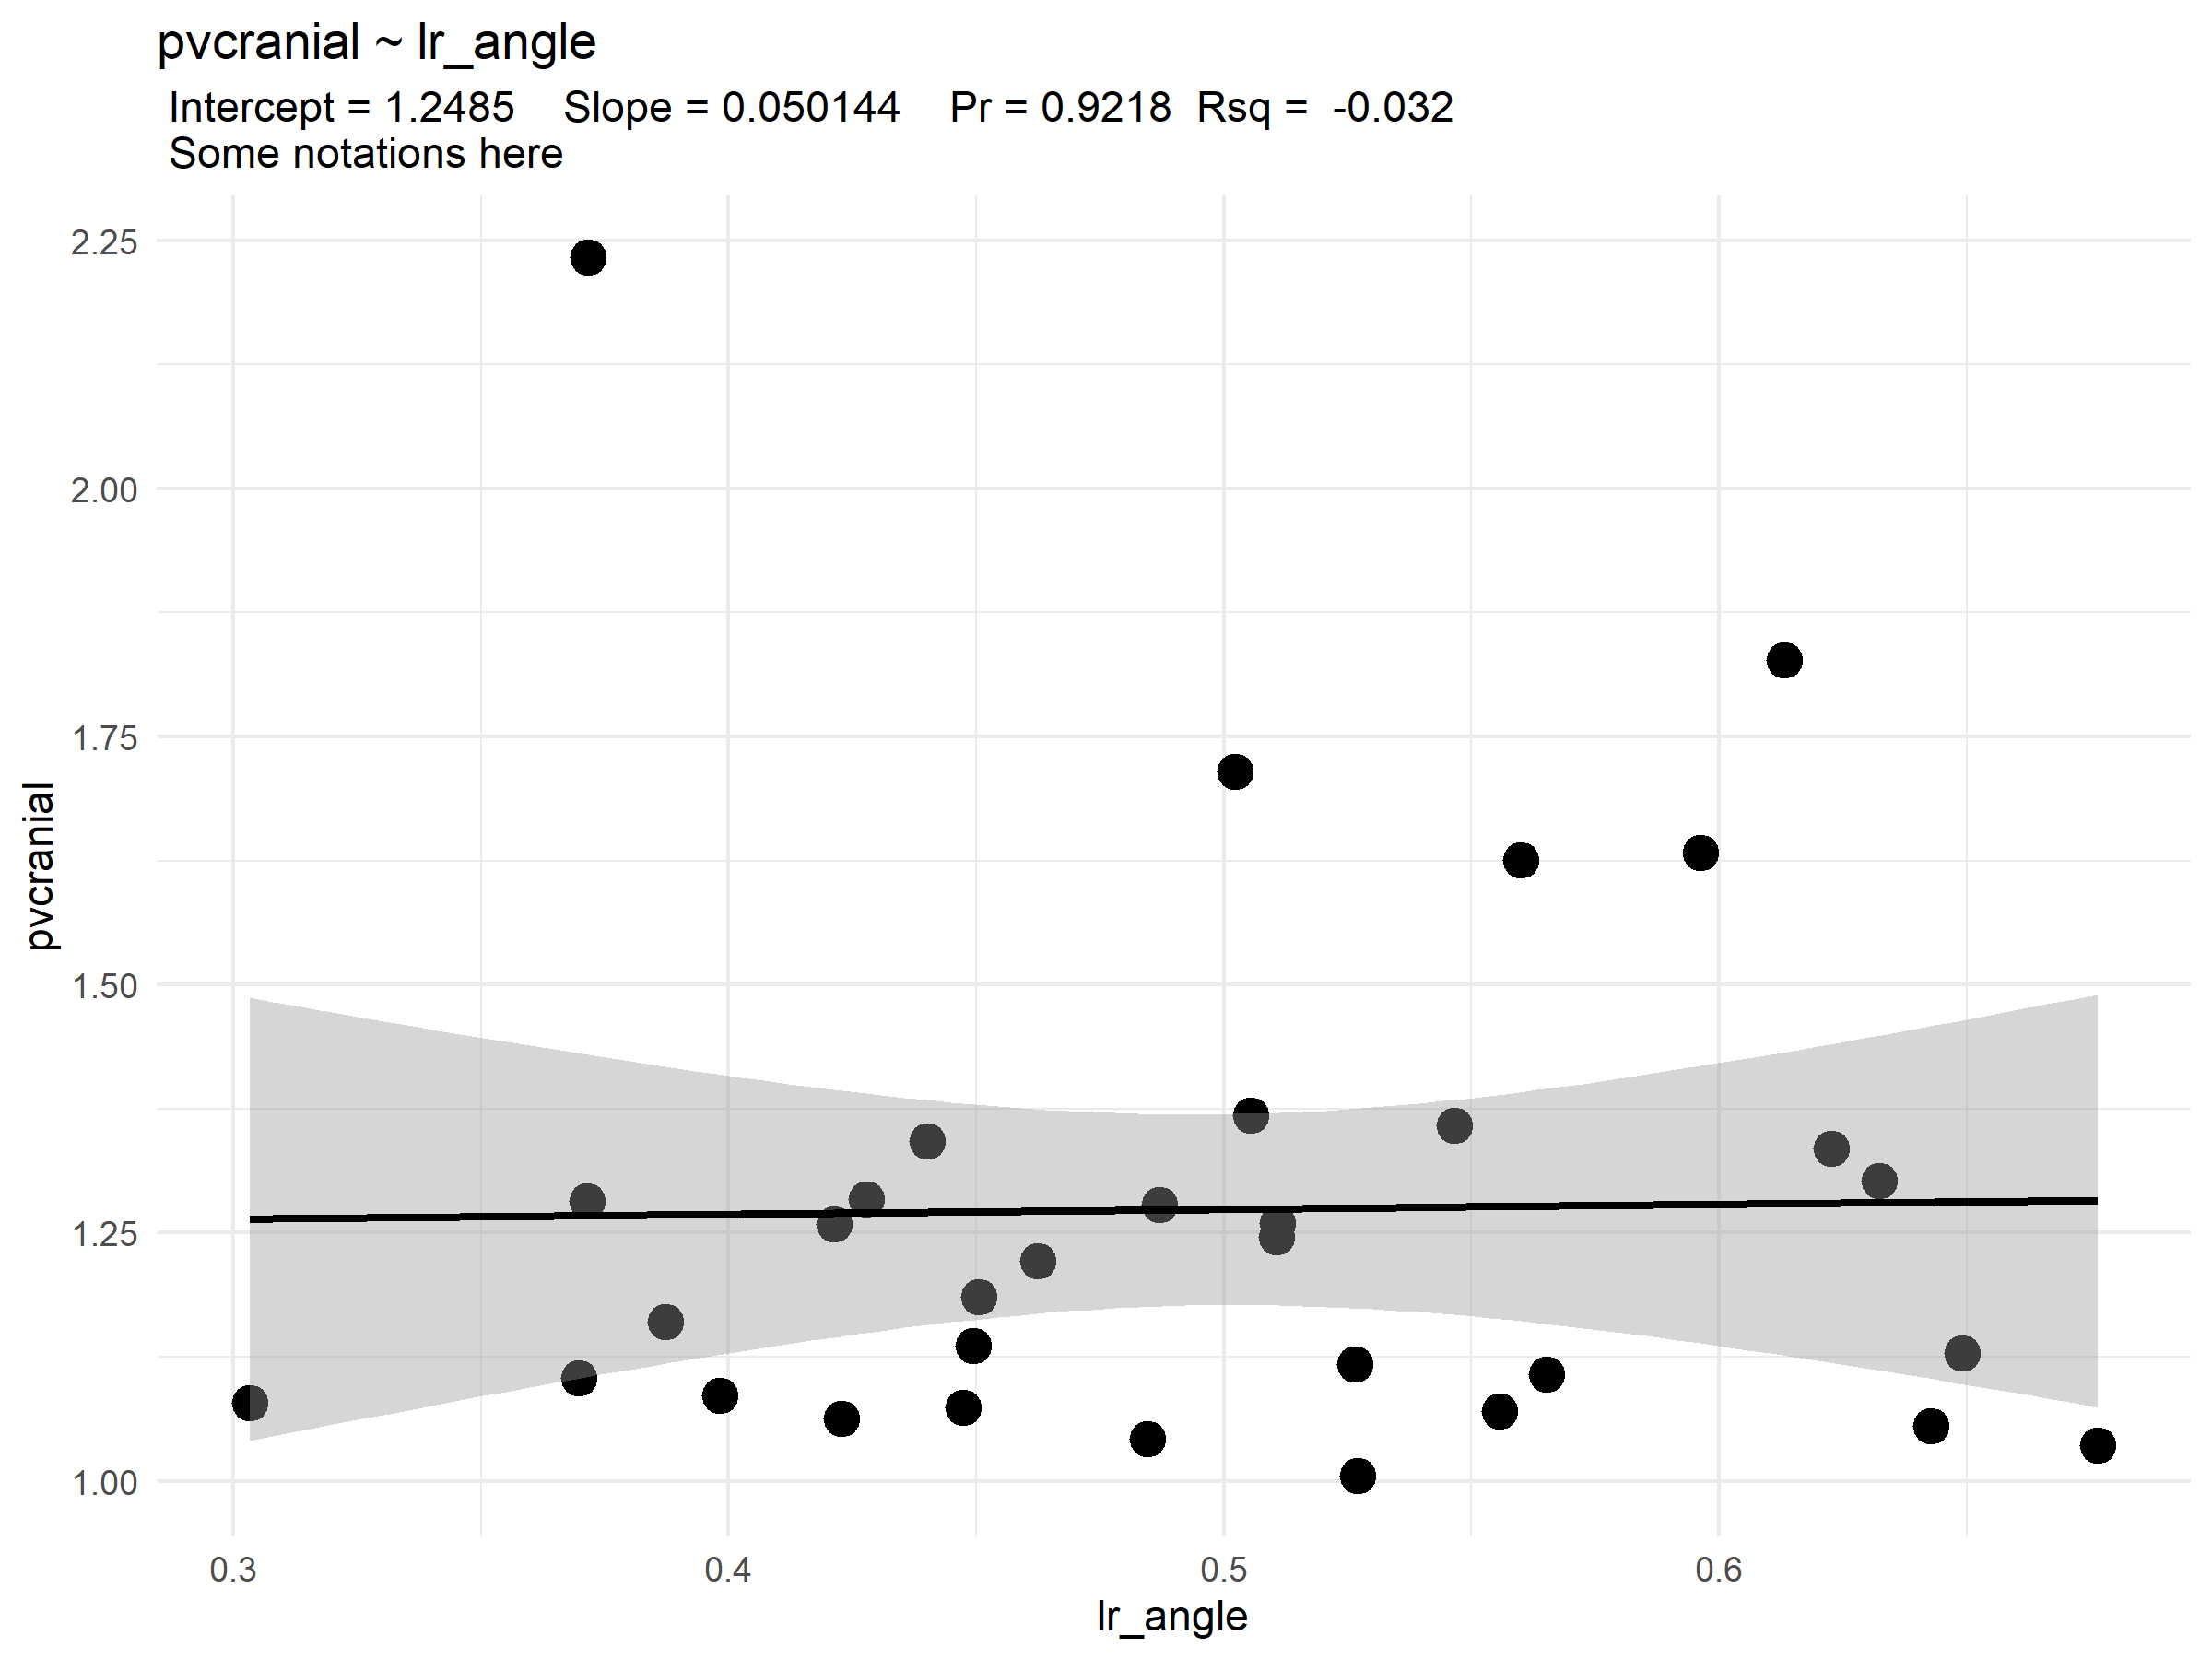 pvcranial ~ lr_angle
Intercept = 1.2485 Slope = 0.050144 Pr = 0.9218 Rsq = -0.032
Some notations here
2.25
2.00
1.75
1.50
1.25
1.00
pvcranial
0.3 0.4 0.5 0.6
lr_angle